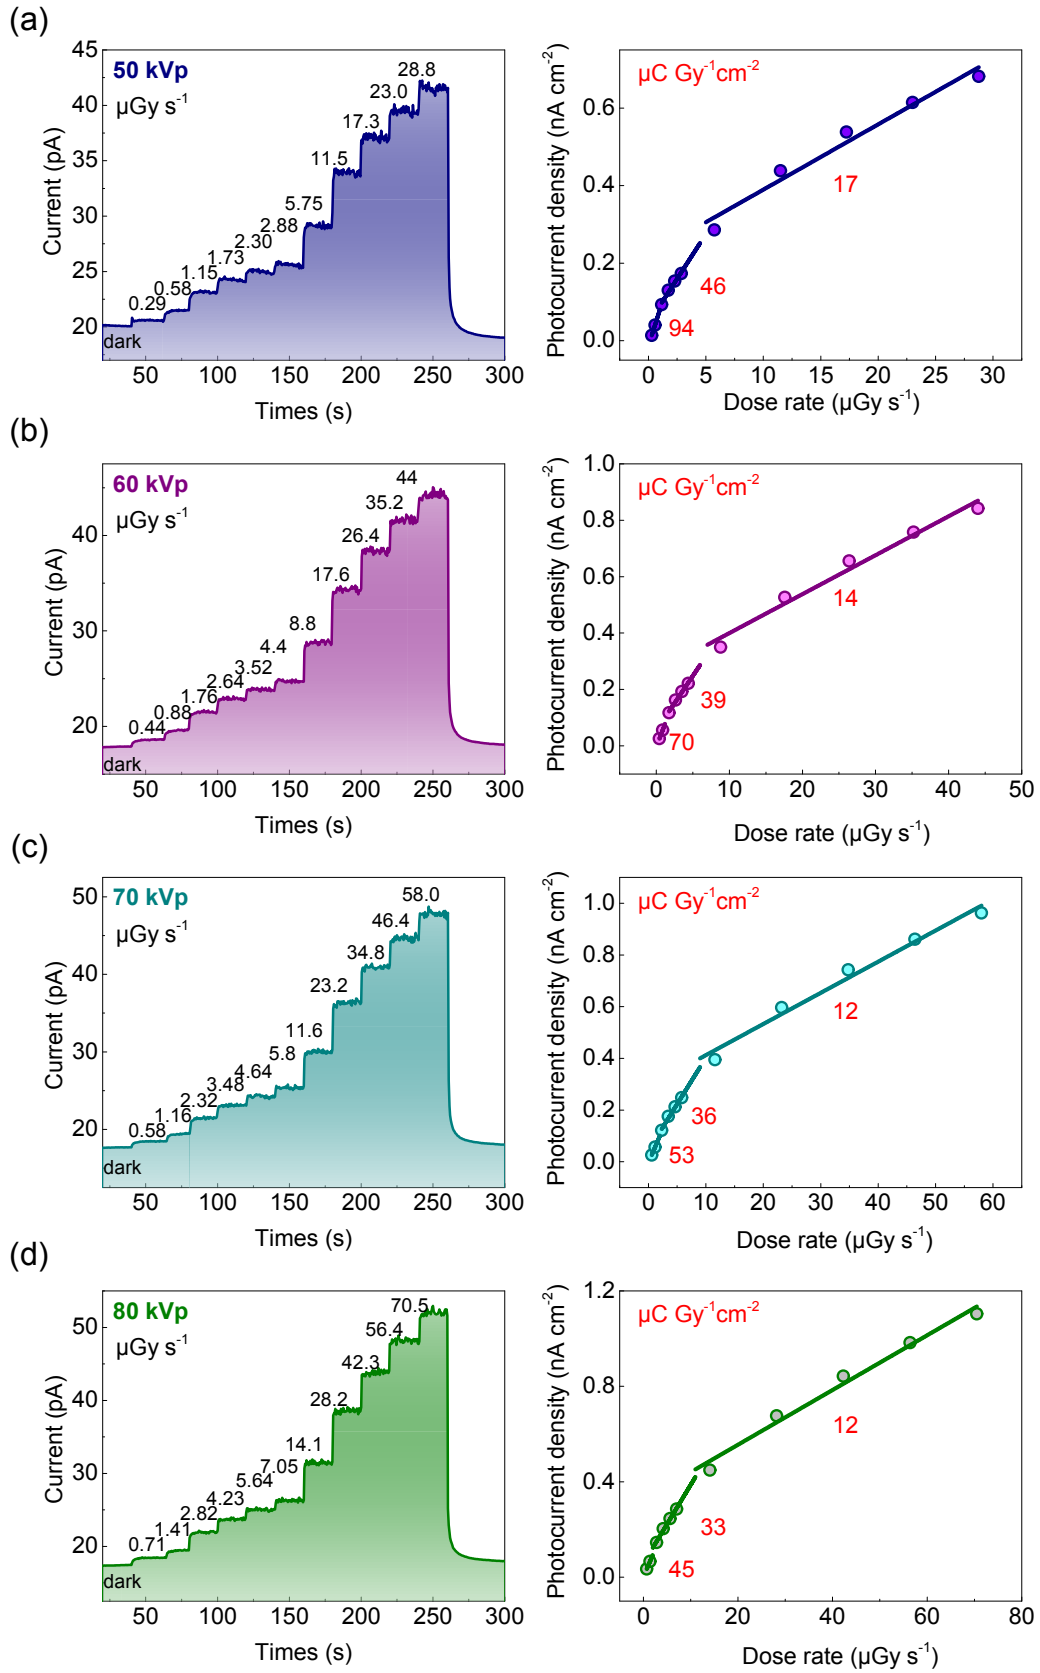 (a)
50 kVp
µGy s⁻¹
0.29
0.58
1.15
1.73
2.30
2.88
5.75
11.5
17.3
23.0
28.8
dark
45
40
35
30
25
20
Current (pA)
50 100 150 200 250 300
Times (s)
µC Gy⁻¹cm⁻²
17
46
94
0.6
0.4
0.2
0.0
Photocurrent density (nA cm⁻²)
0 5 10 15 20 25 30
Dose rate (µGy s⁻¹)
(b)
60 kVp
µGy s⁻¹
0.44
0.88
1.76
2.64
3.52
4.4
8.8
17.6
26.4
35.2
44
dark
40
30
20
Current (pA)
50 100 150 200 250 300
Times (s)
µC Gy⁻¹cm⁻²
14
39
70
1.0
0.8
0.6
0.4
0.2
0.0
Photocurrent density (nA cm⁻²)
0 10 20 30 40 50
Dose rate (µGy s⁻¹)
(c)
70 kVp
µGy s⁻¹
0.58
1.16
2.32
3.48
4.64
5.8
11.6
23.2
34.8
46.4
58.0
dark
50
40
30
20
Current (pA)
50 100 150 200 250 300
Times (s)
µC Gy⁻¹cm⁻²
12
36
53
1.0
0.8
0.6
0.4
0.2
0.0
Photocurrent density (nA cm⁻²)
0 10 20 30 40 50 60
Dose rate (µGy s⁻¹)
(d)
80 kVp
µGy s⁻¹
0.71
1.41
2.82
4.23
5.64
7.05
14.1
28.2
42.3
56.4
70.5
dark
50
40
30
20
Current (pA)
50 100 150 200 250 300
Times (s)
µC Gy⁻¹cm⁻²
12
33
45
1.2
0.8
0.4
0.0
Photocurrent density (nA cm⁻²)
0 20 40 60 80
Dose rate (µGy s⁻¹)